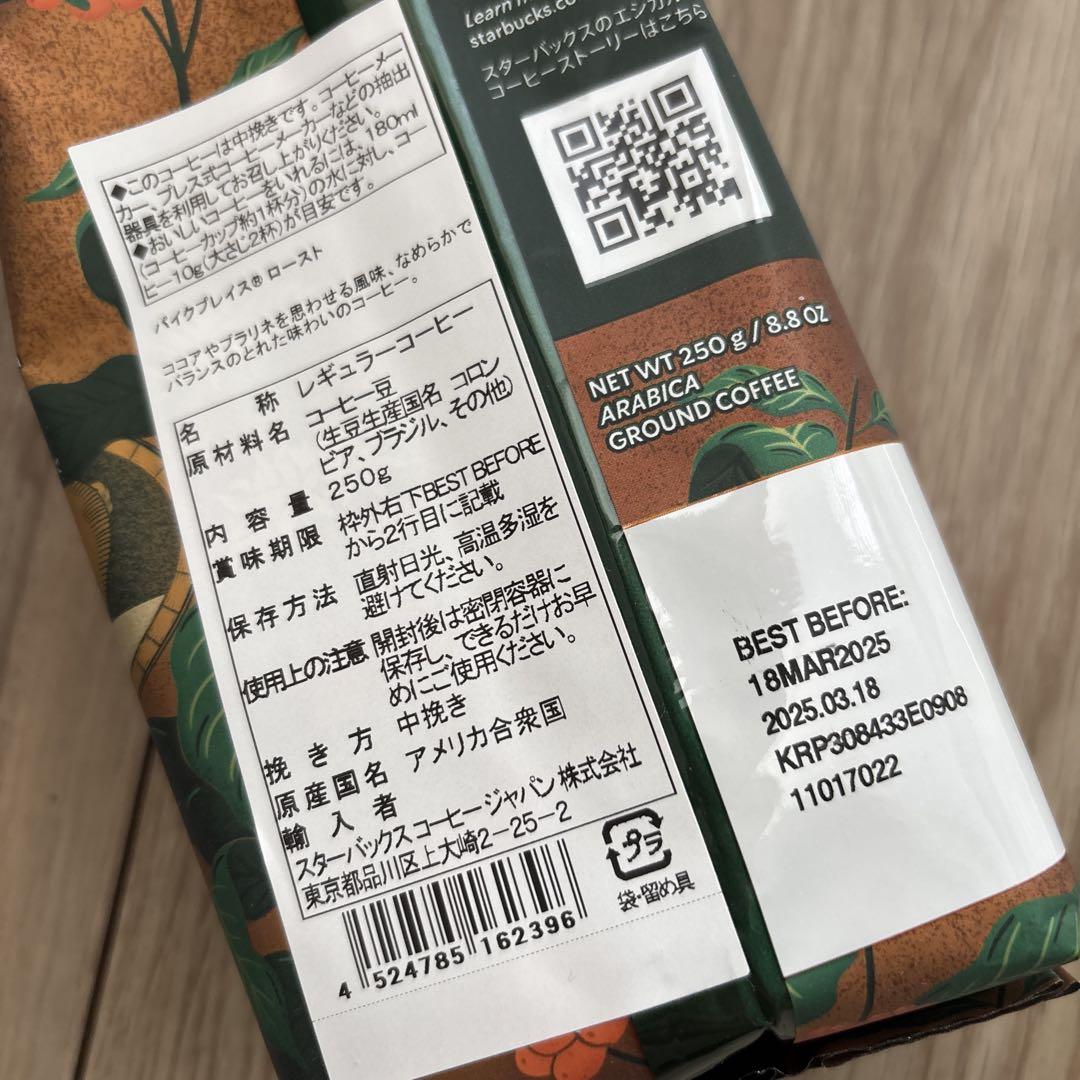 Learn
starbucks.co
スターバックスのエシカル
コーヒーストーリーはこちら
◆このコーヒーは中挽きです。コーヒーメー
カー、プレス式コーヒーメーカーなどの抽出
器具を利用してお召し上がりください。
◆おいしいコーヒーをいれるには、180ml
(コーヒーカップ約1杯分)の水に対し、コー
ヒー10g(大さじ2杯)が目安です。
パイクプレイス® ロースト
ココアやプラリネを思わせる風味、なめらかで
バランスのとれた味わいのコーヒー。
名称 レギュラーコーヒー
原材料名 コーヒー豆
(生豆生産国名 コロン
ビア、ブラジル、その他)
内容量 250g
賞味期限 枠外右下BEST BEFORE
から2行目に記載
保存方法 直射日光、高温多湿を
避けてください。
使用上の注意 開封後は密閉容器に
保存し、できるだけお早
めにご使用ください。
挽き方 中挽き
原産国名 アメリカ合衆国
輸入者
スターバックス コーヒー ジャパン 株式会社
東京都品川区上大崎2-25-2
プラ
袋・留め具
4 524785 162396
NET WT 250 g / 8.8 OZ
ARABICA
GROUND COFFEE
BEST BEFORE:
18MAR2025
2025.03.18
KRP308433E0908
11017022